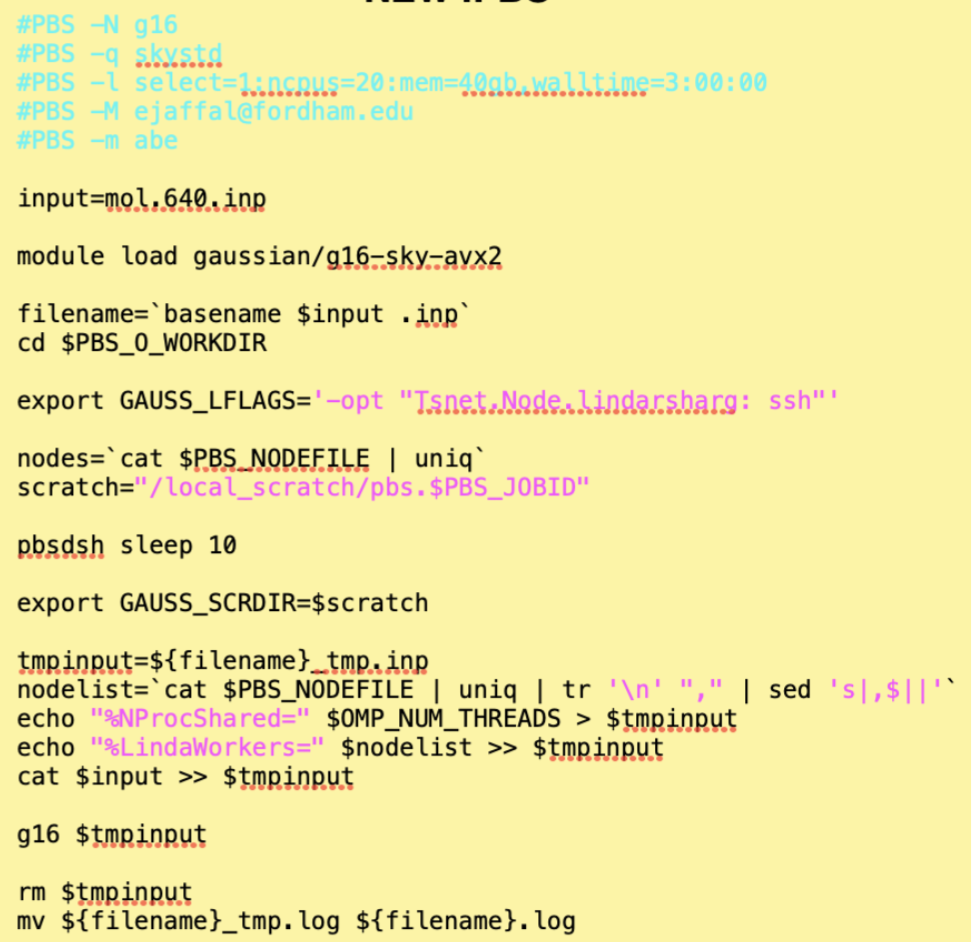 #PBS -N g16
#PBS -q skystd
#PBS -l select=1:ncpus=20:mem=40gb,walltime=3:00:00
#PBS -M ejaffal@fordham.edu
#PBS -m abe
input=mol.640.inp
module load gaussian/g16-sky-avx2
filename=`basename $input .inp`
cd $PBS_O_WORKDIR
export GAUSS_LFLAGS='-opt "Tsnet.Node.lindarsharg: ssh"'
nodes=`cat $PBS_NODEFILE | uniq`
scratch="/local_scratch/pbs.$PBS_JOBID"
pbsdsh sleep 10
export GAUSS_SCRDIR=$scratch
tmpinput=${filename}_tmp.inp
nodelist=`cat $PBS_NODEFILE | uniq | tr '\n' "," | sed 's|,$||'`
echo "%NProcShared=" $OMP_NUM_THREADS > $tmpinput
echo "%LindaWorkers=" $nodelist >> $tmpinput
cat $input >> $tmpinput
g16 $tmpinput
rm $tmpinput
mv ${filename}_tmp.log ${filename}.log